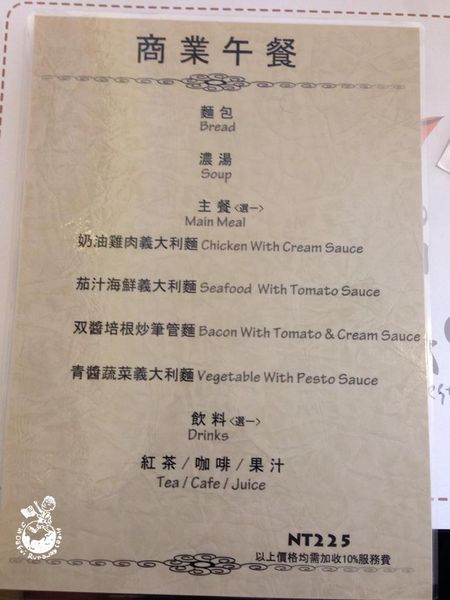 商業午餐
麵包
Bread
濃湯
Soup
主餐<選一>
Main Meal
奶油雞肉義大利麵 Chicken With Cream Sauce
茄汁海鮮義大利麵 Seafood With Tomato Sauce
双醬培根炒筆管麵 Bacon With Tomato & Cream Sauce
青醬蔬菜義大利麵 Vegetable With Pesto Sauce
飲料<選一>
Drinks
紅茶/咖啡/果汁
Tea / Cafe / Juice
NT225
以上價格均需加收10%服務費